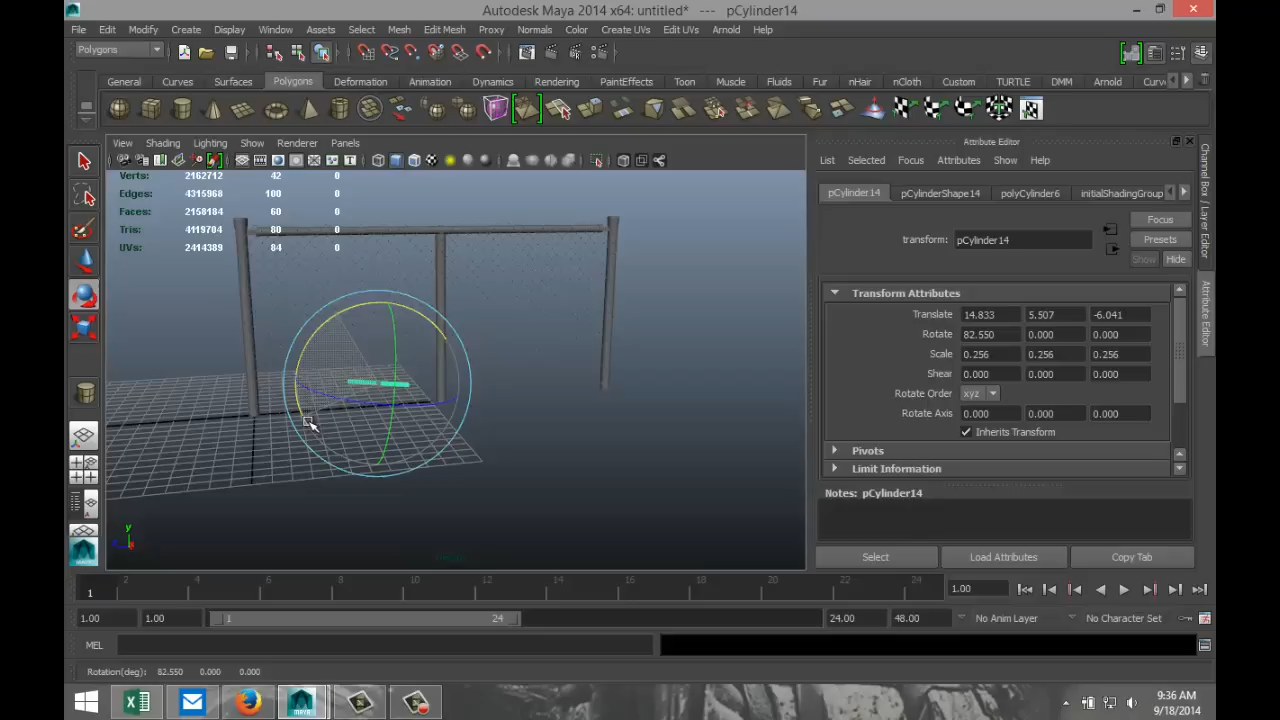 Autodesk Maya 2014 x64: untitled* --- pCylinder14
File Edit Modify Create Display Window Assets Select Mesh Edit Mesh Proxy Normals Color Create UVs Edit UVs Arnold Help
Polygons
General Curves Surfaces Polygons Deformation Animation Dynamics Rendering PaintEffects Toon Muscle Fluids Fur nHair nCloth Custom TURTLE DMM Arnold Curv
View Shading Lighting Show Renderer Panels
Attribute Editor
List Selected Focus Attributes Show Help
Verts: 2162712 42 0
Edges: 4315968 100 0
Faces: 2158184 60 0
Tris: 4119704 80 0
UVs: 2414389 84 0
pCylinder14 pCylinderShape14 polyCylinder6 initialShadingGroup
Focus
transform: pCylinder14
Presets
Show Hide
Transform Attributes
Translate 14.833 5.507 -6.041
Rotate 82.550 0.000 0.000
Scale 0.256 0.256 0.256
Shear 0.000 0.000 0.000
Rotate Order xyz
Rotate Axis 0.000 0.000 0.000
Inherits Transform
Pivots
Limit Information
Notes: pCylinder14
Select Load Attributes Copy Tab
Channel Box / Layer Editor
Attribute Editor
y
2 4 6 8 10 12 14 16 18 20 22 24
1 1.00
1.00 1.00 1 24 24.00 48.00 No Anim Layer No Character Set
MEL
Rotation(deg): 82.550 0.000 0.000
9:36 AM
9/18/2014